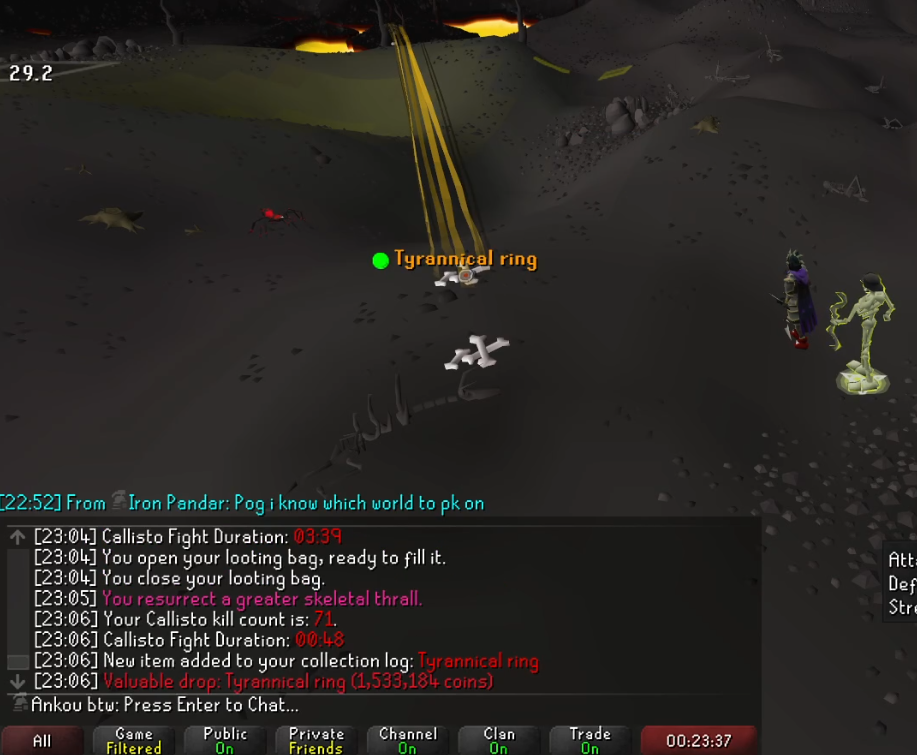 29.2
Tyrannical ring
[22:52] From Iron Pandar: Pog i know which world to pk on
[23:04] Callisto Fight Duration: 03:39
[23:04] You open your looting bag, ready to fill it.
[23:04] You close your looting bag.
[23:05] You resurrect a greater skeletal thrall.
[23:06] Your Callisto kill count is: 71.
[23:06] Callisto Fight Duration: 00:48
[23:06] New item added to your collection log: Tyrannical ring
[23:06] Valuable drop: Tyrannical ring (1,533,184 coins)
Ankou btw: Press Enter to Chat...
Att
Def
Stre
All
Game
Filtered
Public
On
Private
Friends
Channel
On
Clan
On
Trade
On
00:23:37